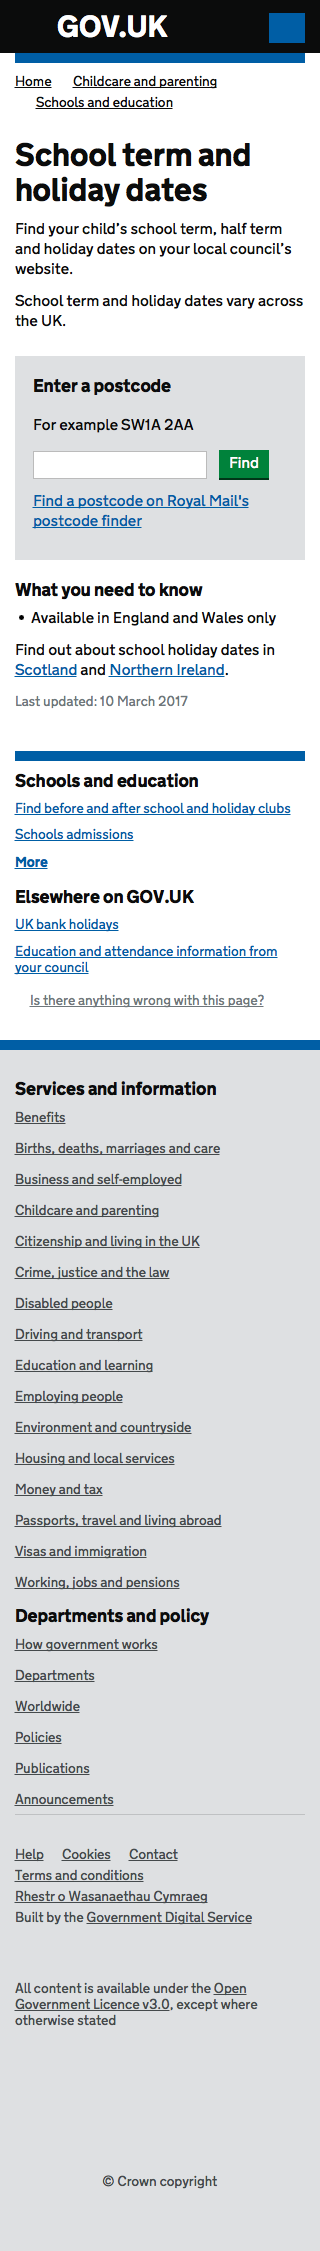 GOV.UK
Home Childcare and parenting
Schools and education
School term and
holiday dates
Find your child's school term, half term
and holiday dates on your local council's
website.
School term and holiday dates vary across
the UK.
Enter a postcode
For example SW1A 2AA
Find
Find a postcode on Royal Mail's
postcode finder
What you need to know
• Available in England and Wales only
Find out about school holiday dates in
Scotland and Northern Ireland.
Last updated: 10 March 2017
Schools and education
Find before and after school and holiday clubs
Schools admissions
More
Elsewhere on GOV.UK
UK bank holidays
Education and attendance information from
your council
Is there anything wrong with this page?
Services and information
Benefits
Births, deaths, marriages and care
Business and self-employed
Childcare and parenting
Citizenship and living in the UK
Crime, justice and the law
Disabled people
Driving and transport
Education and learning
Employing people
Environment and countryside
Housing and local services
Money and tax
Passports, travel and living abroad
Visas and immigration
Working, jobs and pensions
Departments and policy
How government works
Departments
Worldwide
Policies
Publications
Announcements
Help Cookies Contact
Terms and conditions
Rhestr o Wasanaethau Cymraeg
Built by the Government Digital Service
All content is available under the Open
Government Licence v3.0, except where
otherwise stated
© Crown copyright